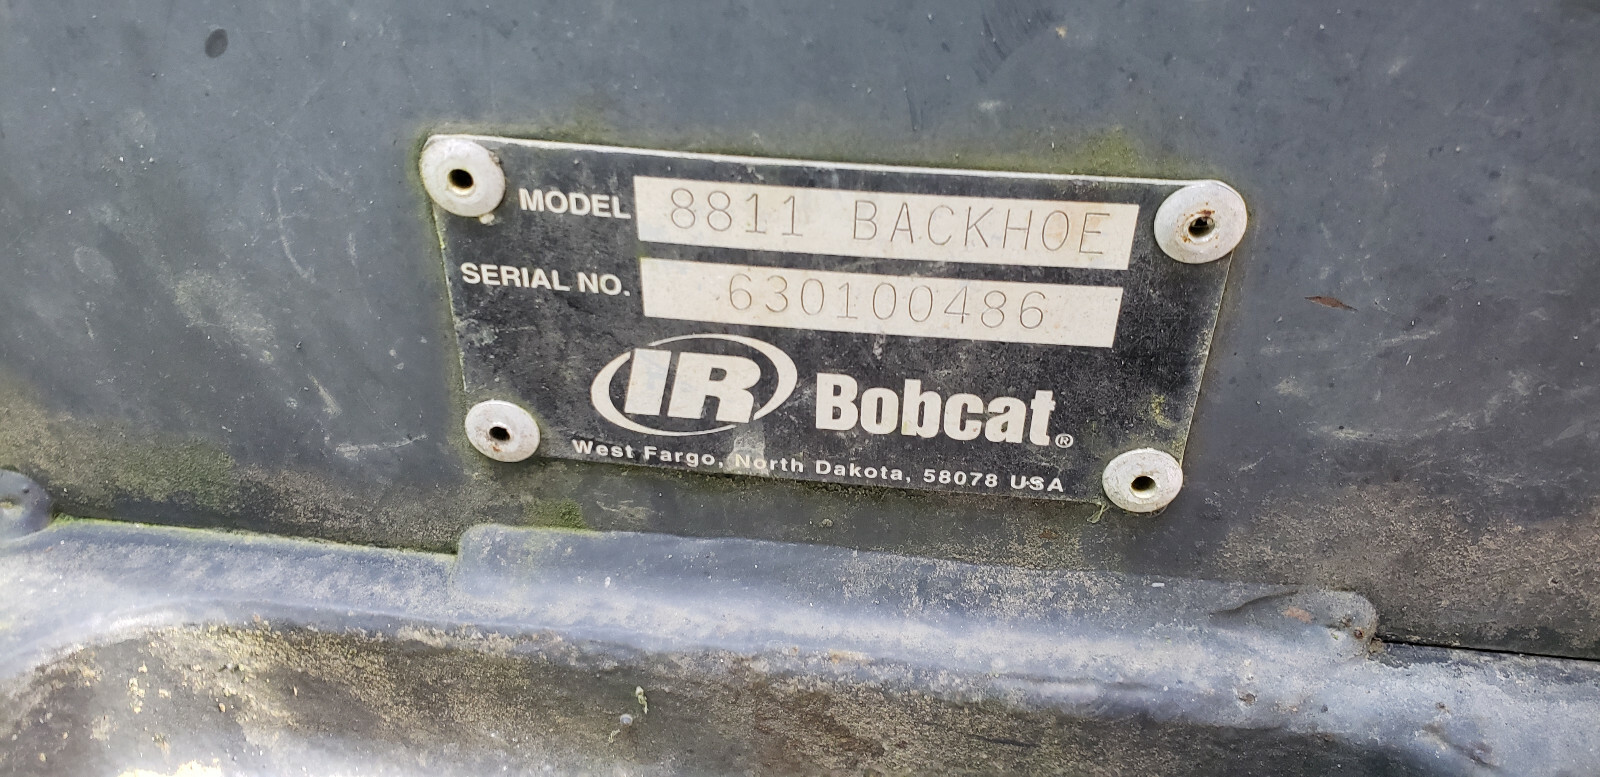 MODEL 8811 BACKHOE
SERIAL NO. 630100486
IR Bobcat®
West Fargo, North Dakota, 58078 USA